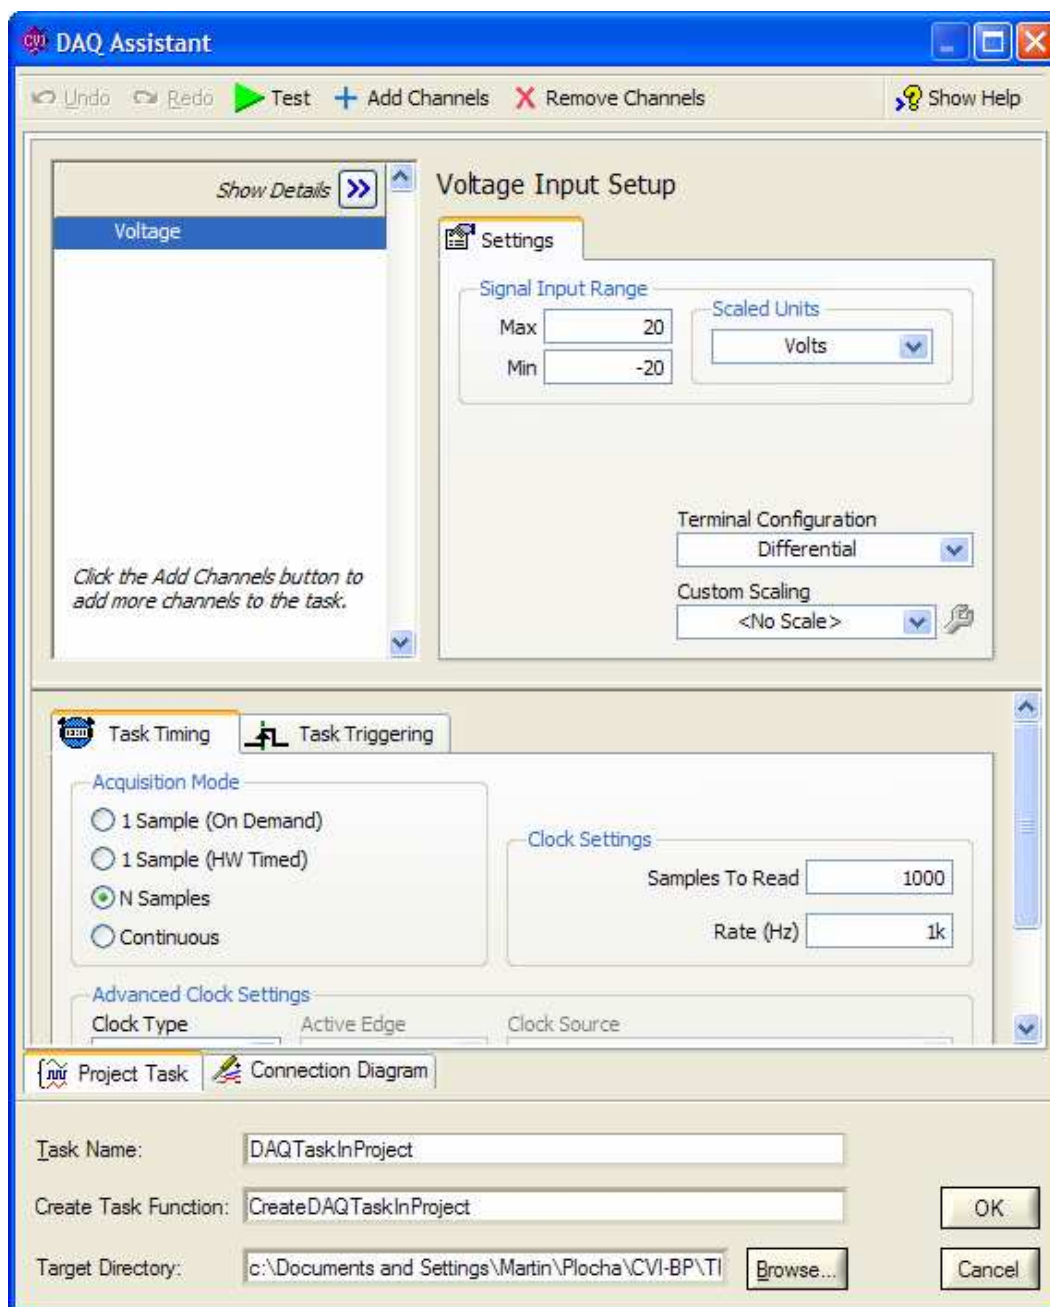 CVI DAQ Assistant
Undo Redo Test Add Channels Remove Channels Show Help
Show Details
Voltage
Click the Add Channels button to
add more channels to the task.
Voltage Input Setup
Settings
Signal Input Range
Max 20
Min -20
Scaled Units
Volts
Terminal Configuration
Differential
Custom Scaling
<No Scale>
Task Timing Task Triggering
Acquisition Mode
1 Sample (On Demand)
1 Sample (HW Timed)
N Samples
Continuous
Clock Settings
Samples To Read 1000
Rate (Hz) 1k
Advanced Clock Settings
Clock Type Active Edge Clock Source
Project Task Connection Diagram
Task Name: DAQTaskInProject
Create Task Function: CreateDAQTaskInProject
OK
Target Directory: c:\Documents and Settings\Martin\Plocha\CVI-BP\TI Browse... Cancel